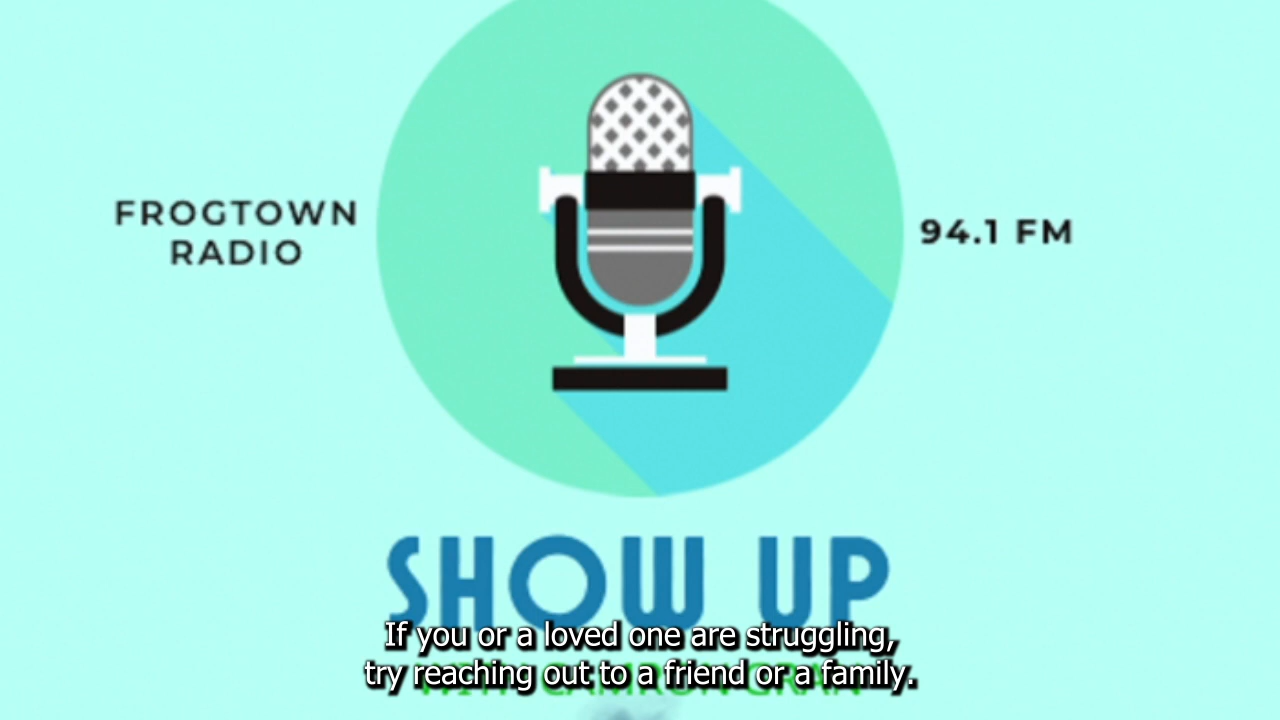 FROGTOWN
RADIO
94.1 FM
SHOW UP
If you or a loved one are struggling,
try reaching out to a friend or a family.